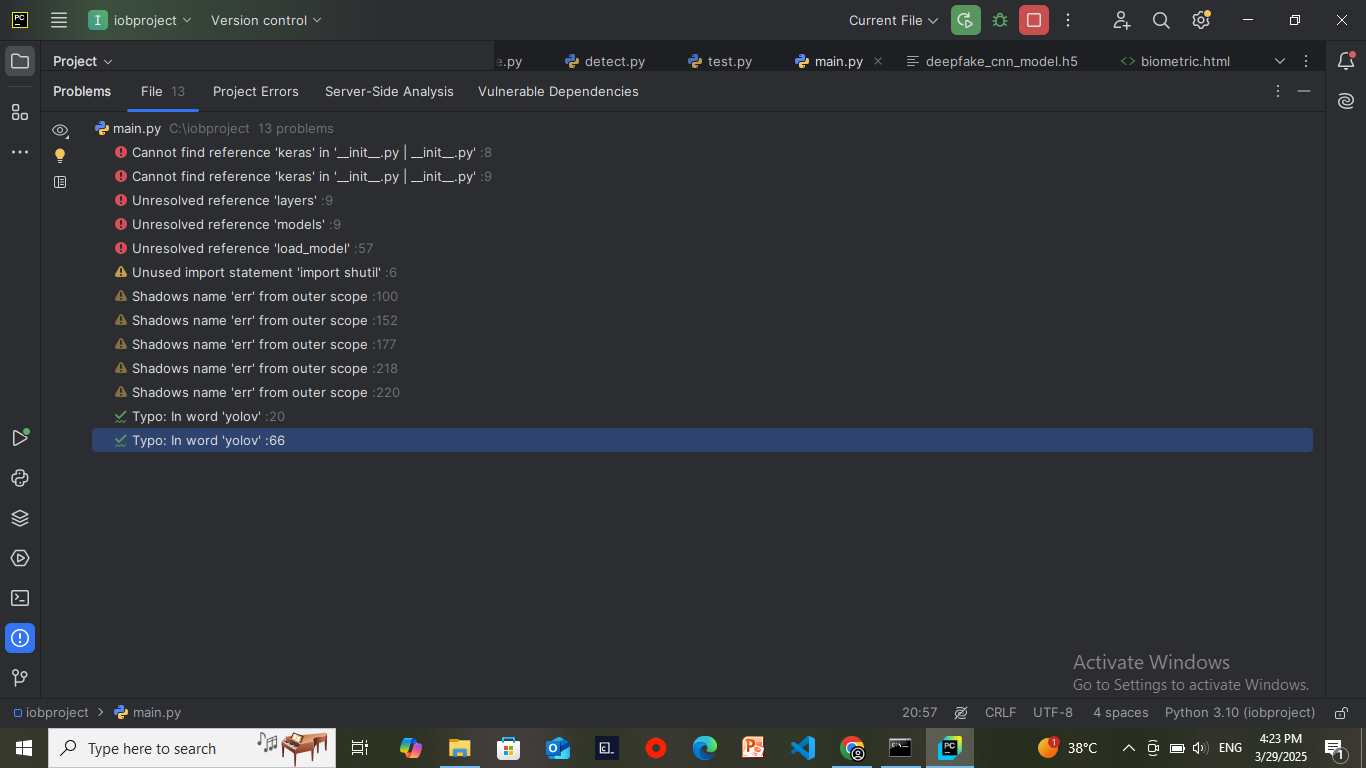 PC
I iobproject Version control Current File
Project e.py detect.py test.py main.py deepfake_cnn_model.h5 <> biometric.html
Problems File 13 Project Errors Server-Side Analysis Vulnerable Dependencies
main.py C:\iobproject 13 problems
Cannot find reference 'keras' in '__init__.py | __init__.py' :8
Cannot find reference 'keras' in '__init__.py | __init__.py' :9
Unresolved reference 'layers' :9
Unresolved reference 'models' :9
Unresolved reference 'load_model' :57
Unused import statement 'import shutil' :6
Shadows name 'err' from outer scope :100
Shadows name 'err' from outer scope :152
Shadows name 'err' from outer scope :177
Shadows name 'err' from outer scope :218
Shadows name 'err' from outer scope :220
Typo: In word 'yolov' :20
Typo: In word 'yolov' :66
Activate Windows
Go to Settings to activate Windows.
iobproject > main.py 20:57 CRLF UTF-8 4 spaces Python 3.10 (iobproject)
Type here to search 1 38°C ENG 4:23 PM
3/29/2025 1